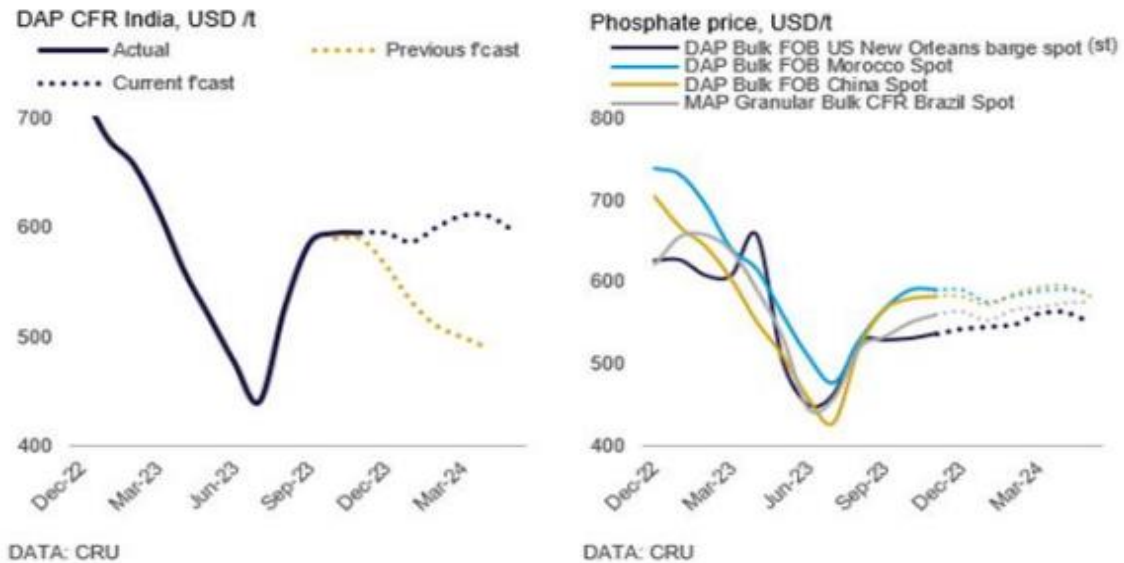 DAP CFR India, USD /t
Actual
Previous f'cast
Current f'cast
700
600
500
400
Dec-22
Mar-23
Jun-23
Sep-23
Dec-23
Mar-24
DATA: CRU
Phosphate price, USD/t
DAP Bulk FOB US New Orleans barge spot (st)
DAP Bulk FOB Morocco Spot
DAP Bulk FOB China Spot
MAP Granular Bulk CFR Brazil Spot
800
700
600
500
400
Dec-22
Mar-23
Jun-23
Sep-23
Dec-23
Mar-24
DATA: CRU